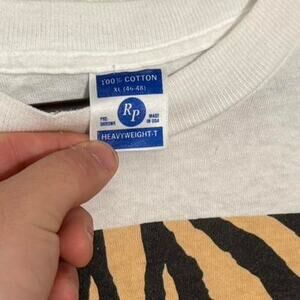 100% COTTON
XL (46-48)
RP
PRE-
SHRUNK
MADE
IN USA
HEAVYWEIGHT-T